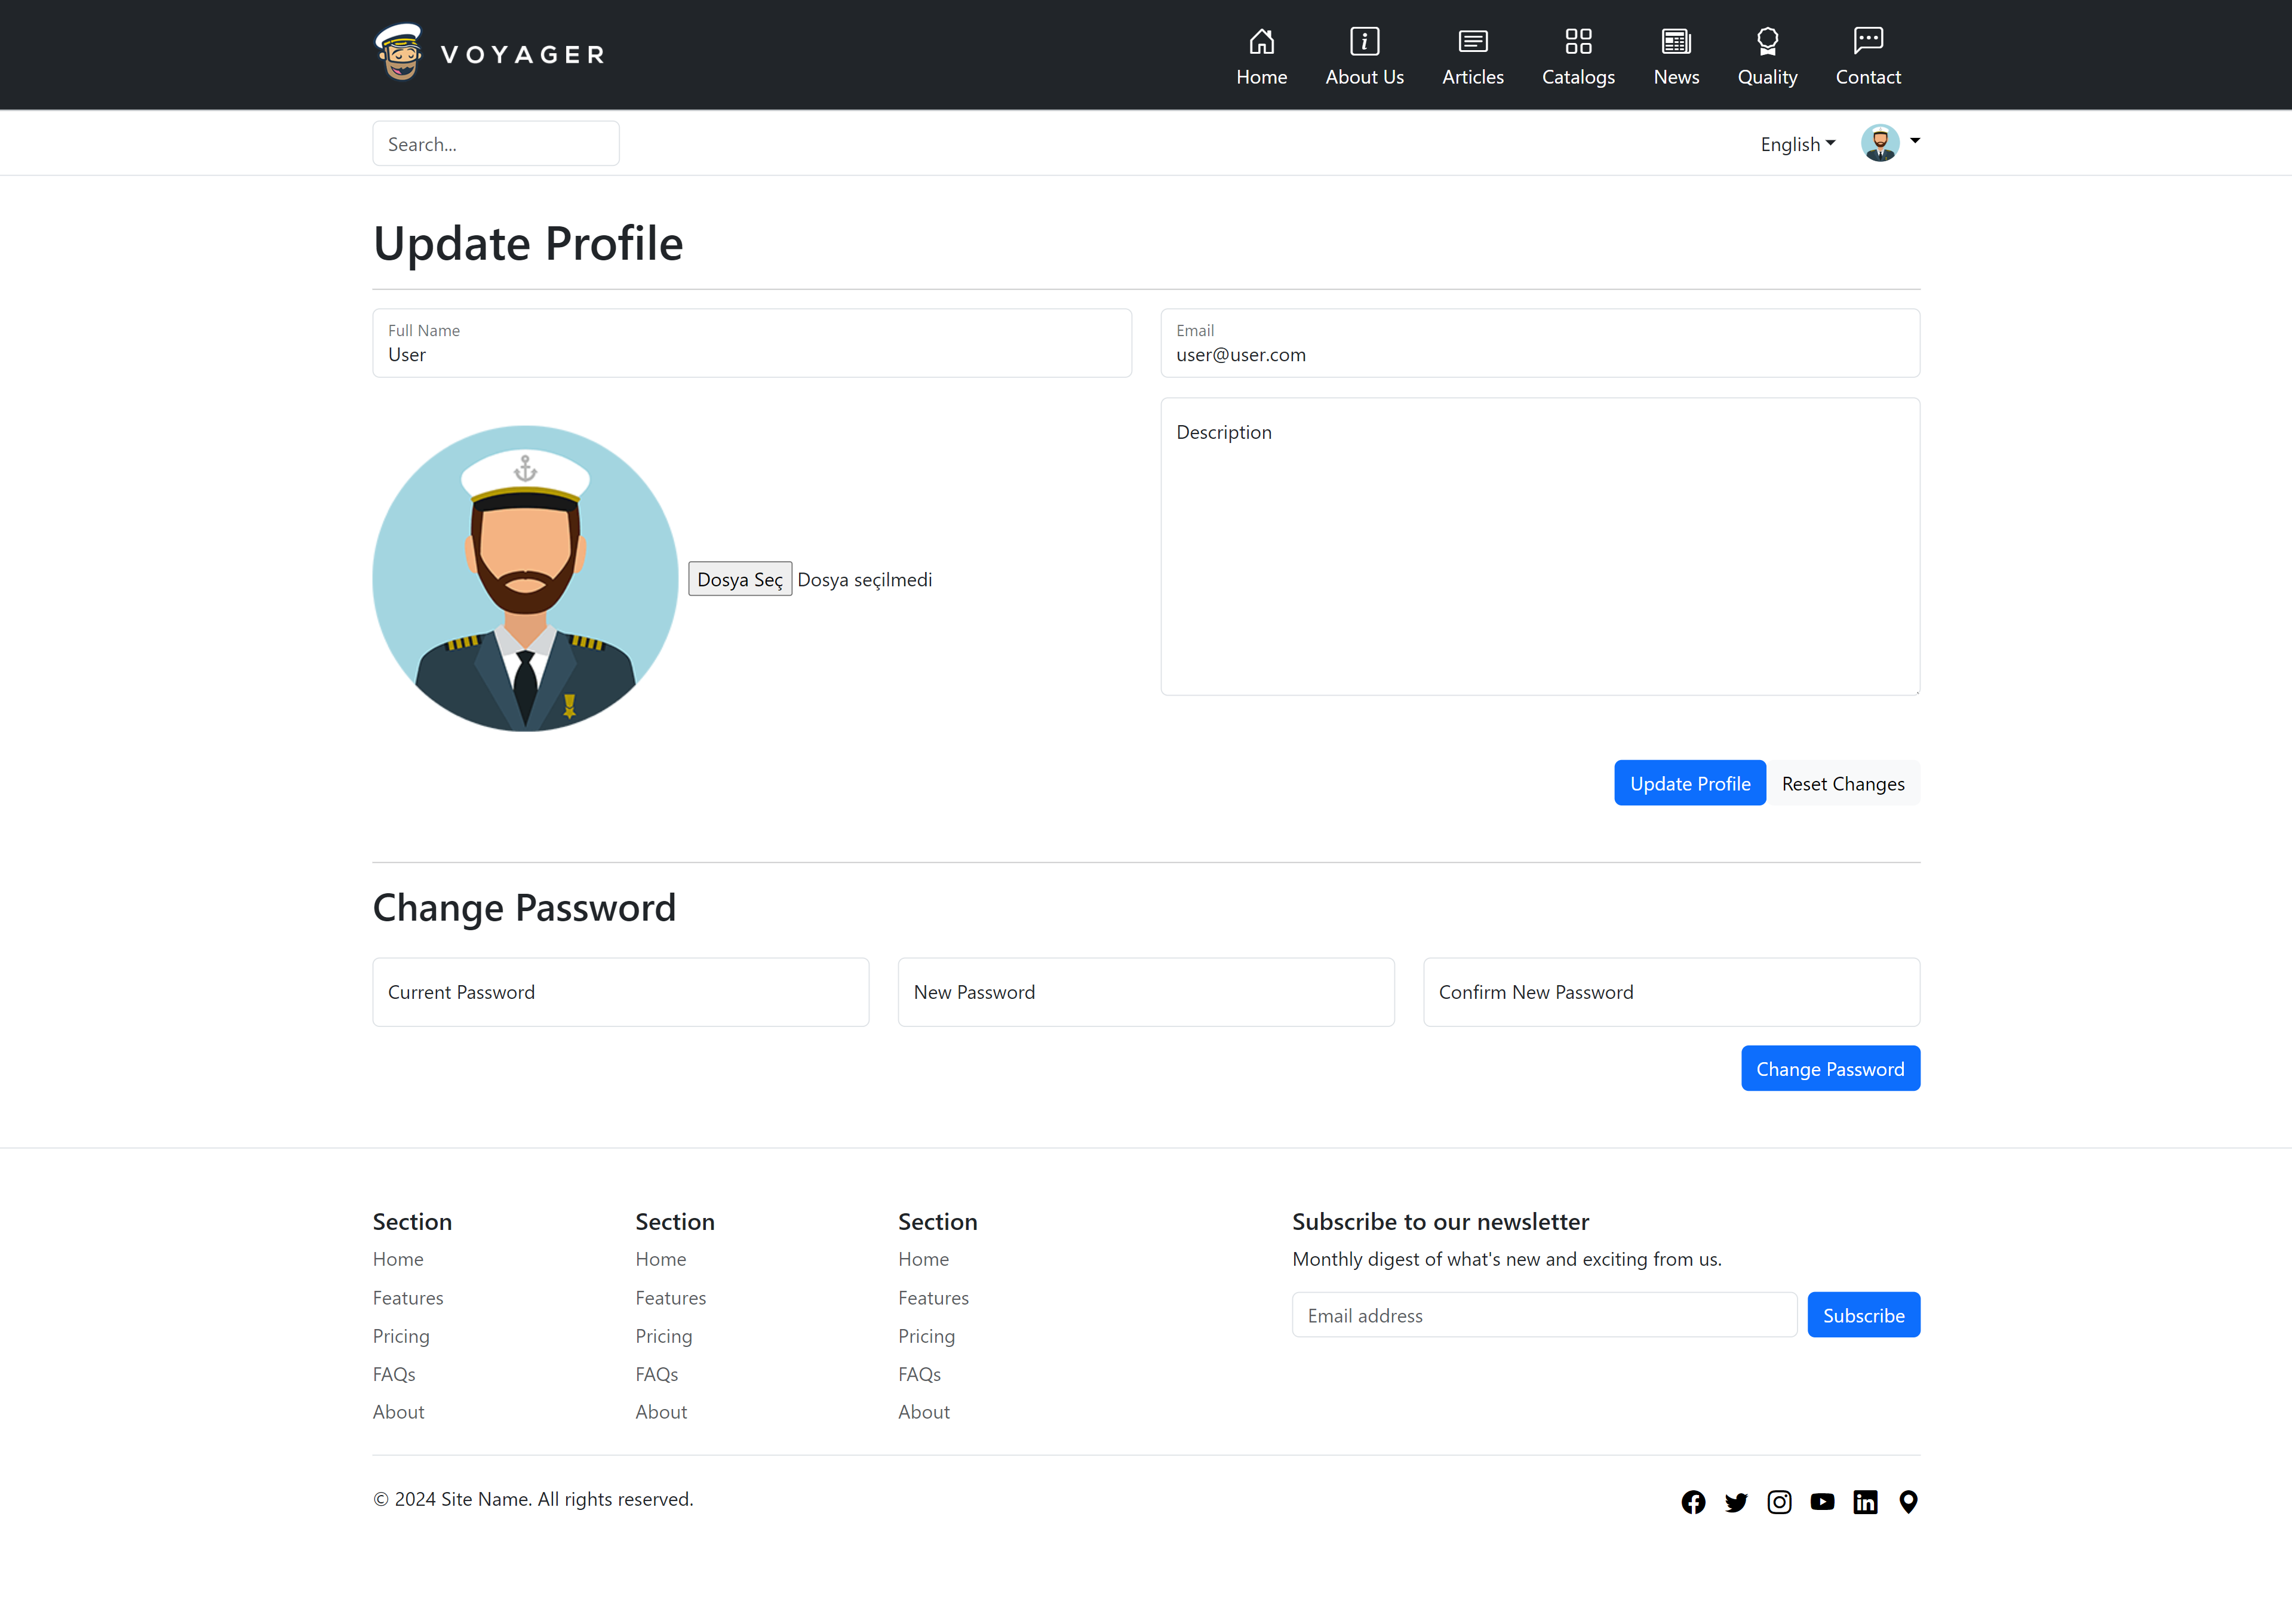 VOYAGER
Home
About Us
Articles
Catalogs
News
Quality
Contact
Search...
English
Update Profile
Full Name
User
Email
user@user.com
Description
Dosya Seç Dosya seçilmedi
Update Profile
Reset Changes
Change Password
Current Password
New Password
Confirm New Password
Change Password
Section
Home
Features
Pricing
FAQs
About
Section
Home
Features
Pricing
FAQs
About
Section
Home
Features
Pricing
FAQs
About
Subscribe to our newsletter
Monthly digest of what's new and exciting from us.
Email address
Subscribe
© 2024 Site Name. All rights reserved.